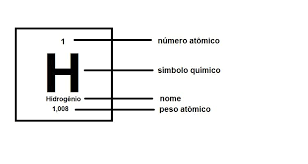 1
número atômico
H
símbolo químico
Hidrogênio
nome
1,008
peso atômico